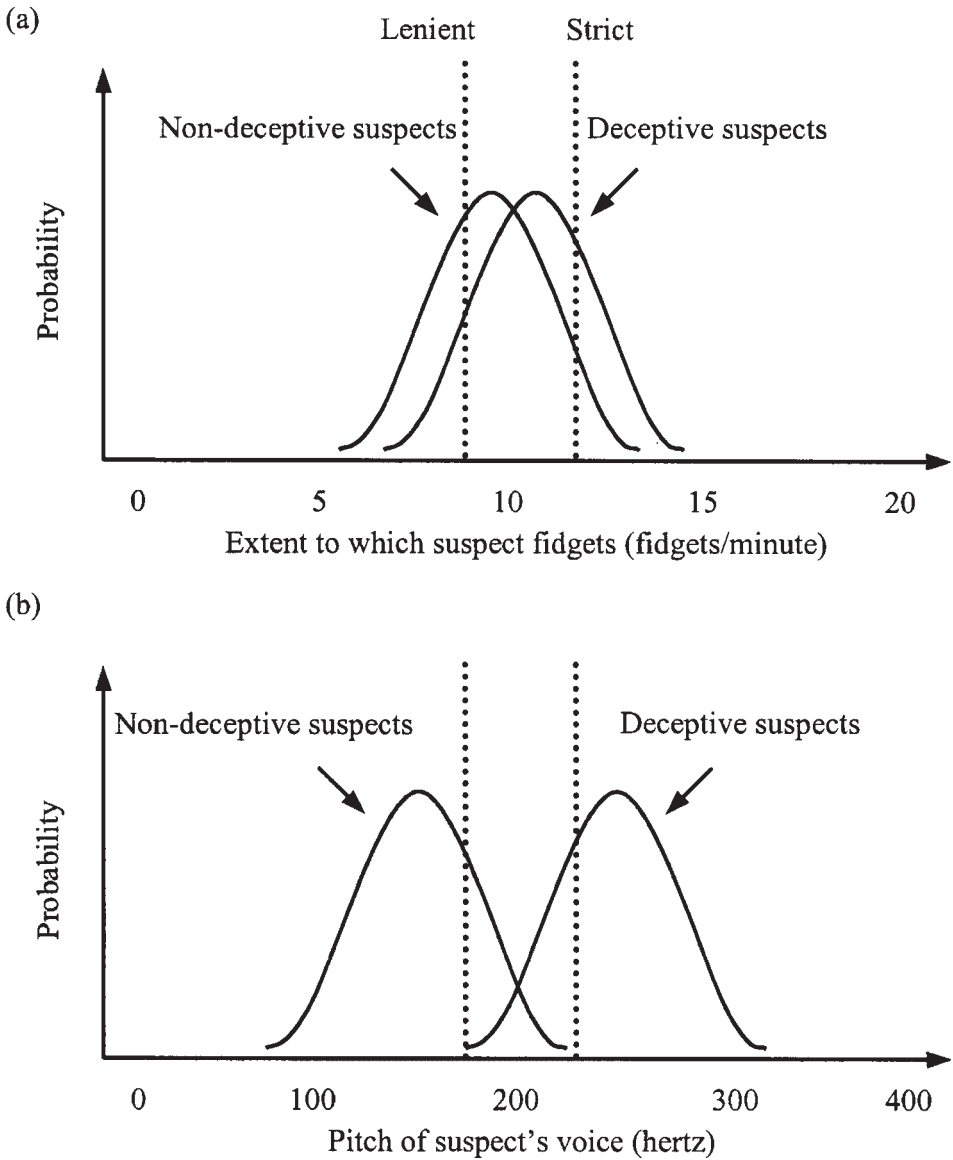 (a)
Lenient Strict
Non-deceptive suspects Deceptive suspects
Probability
0 5 10 15 20
Extent to which suspect fidgets (fidgets/minute)
(b)
Non-deceptive suspects Deceptive suspects
Probability
0 100 200 300 400
Pitch of suspect's voice (hertz)